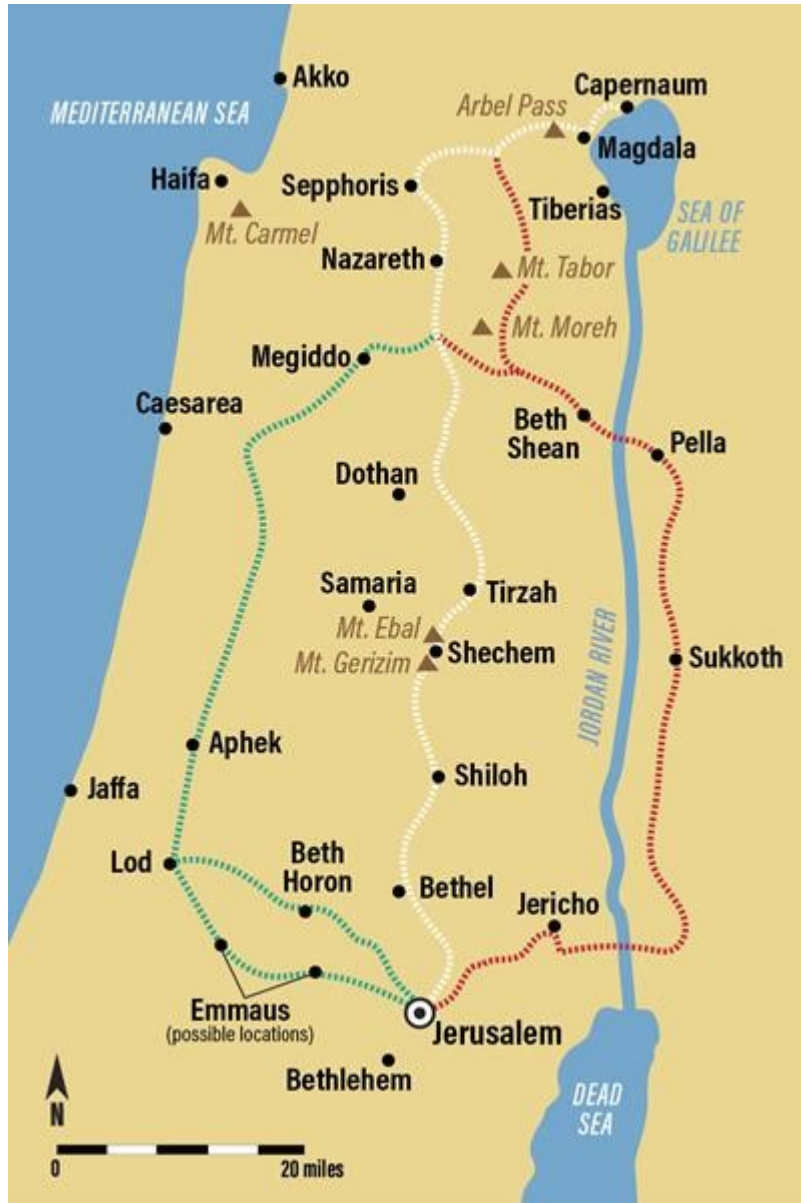 Akko
MEDITERRANEAN SEA
Capernaum
Arbel Pass
Magdala
Haifa
Sepphoris
Tiberias
SEA OF
GALILEE
Mt. Carmel
Nazareth
Mt. Tabor
Mt. Moreh
Megiddo
Caesarea
Beth
Shean
Pella
Dothan
Samaria
Tirzah
Mt. Ebal
Shechem
Mt. Gerizim
Sukkoth
JORDAN RIVER
Aphek
Shiloh
Jaffa
Lod
Beth
Horon
Bethel
Jericho
Emmaus
(possible locations)
Jerusalem
Bethlehem
DEAD
SEA
N
0
20 miles